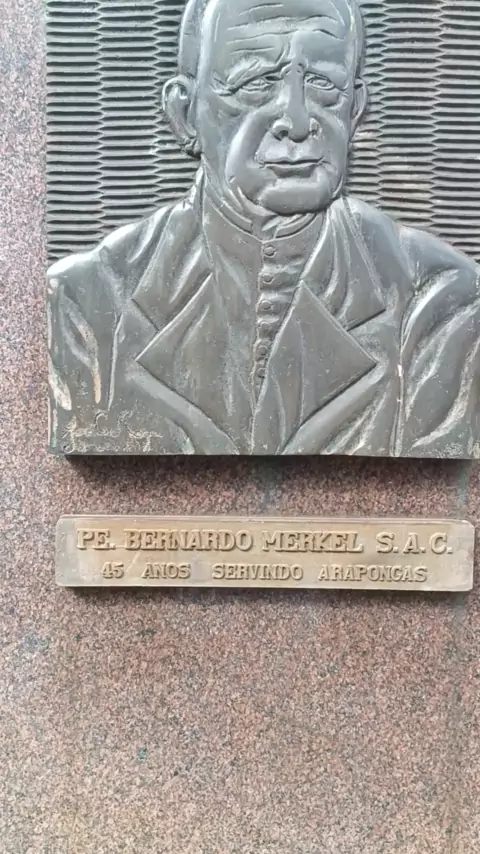 PE. BERNARDO MERKEL S.A.C.
45 ANOS SERVINDO ARAPONGAS